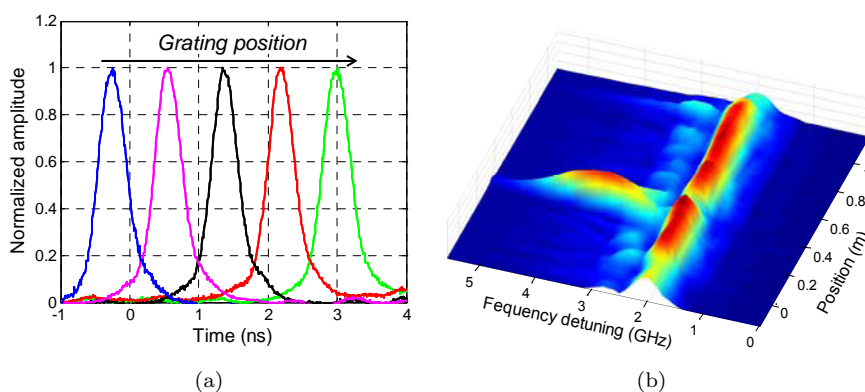 1.2
1
0.8
0.6
0.4
0.2
0
Normalized amplitude
Grating position
-1 0 1 2 3 4
Time (ns)
(a)
5 4 3 2 1 0
Fequency detuning (GHz)
0 0.2 0.4 0.6 0.8
Position (m)
(b)